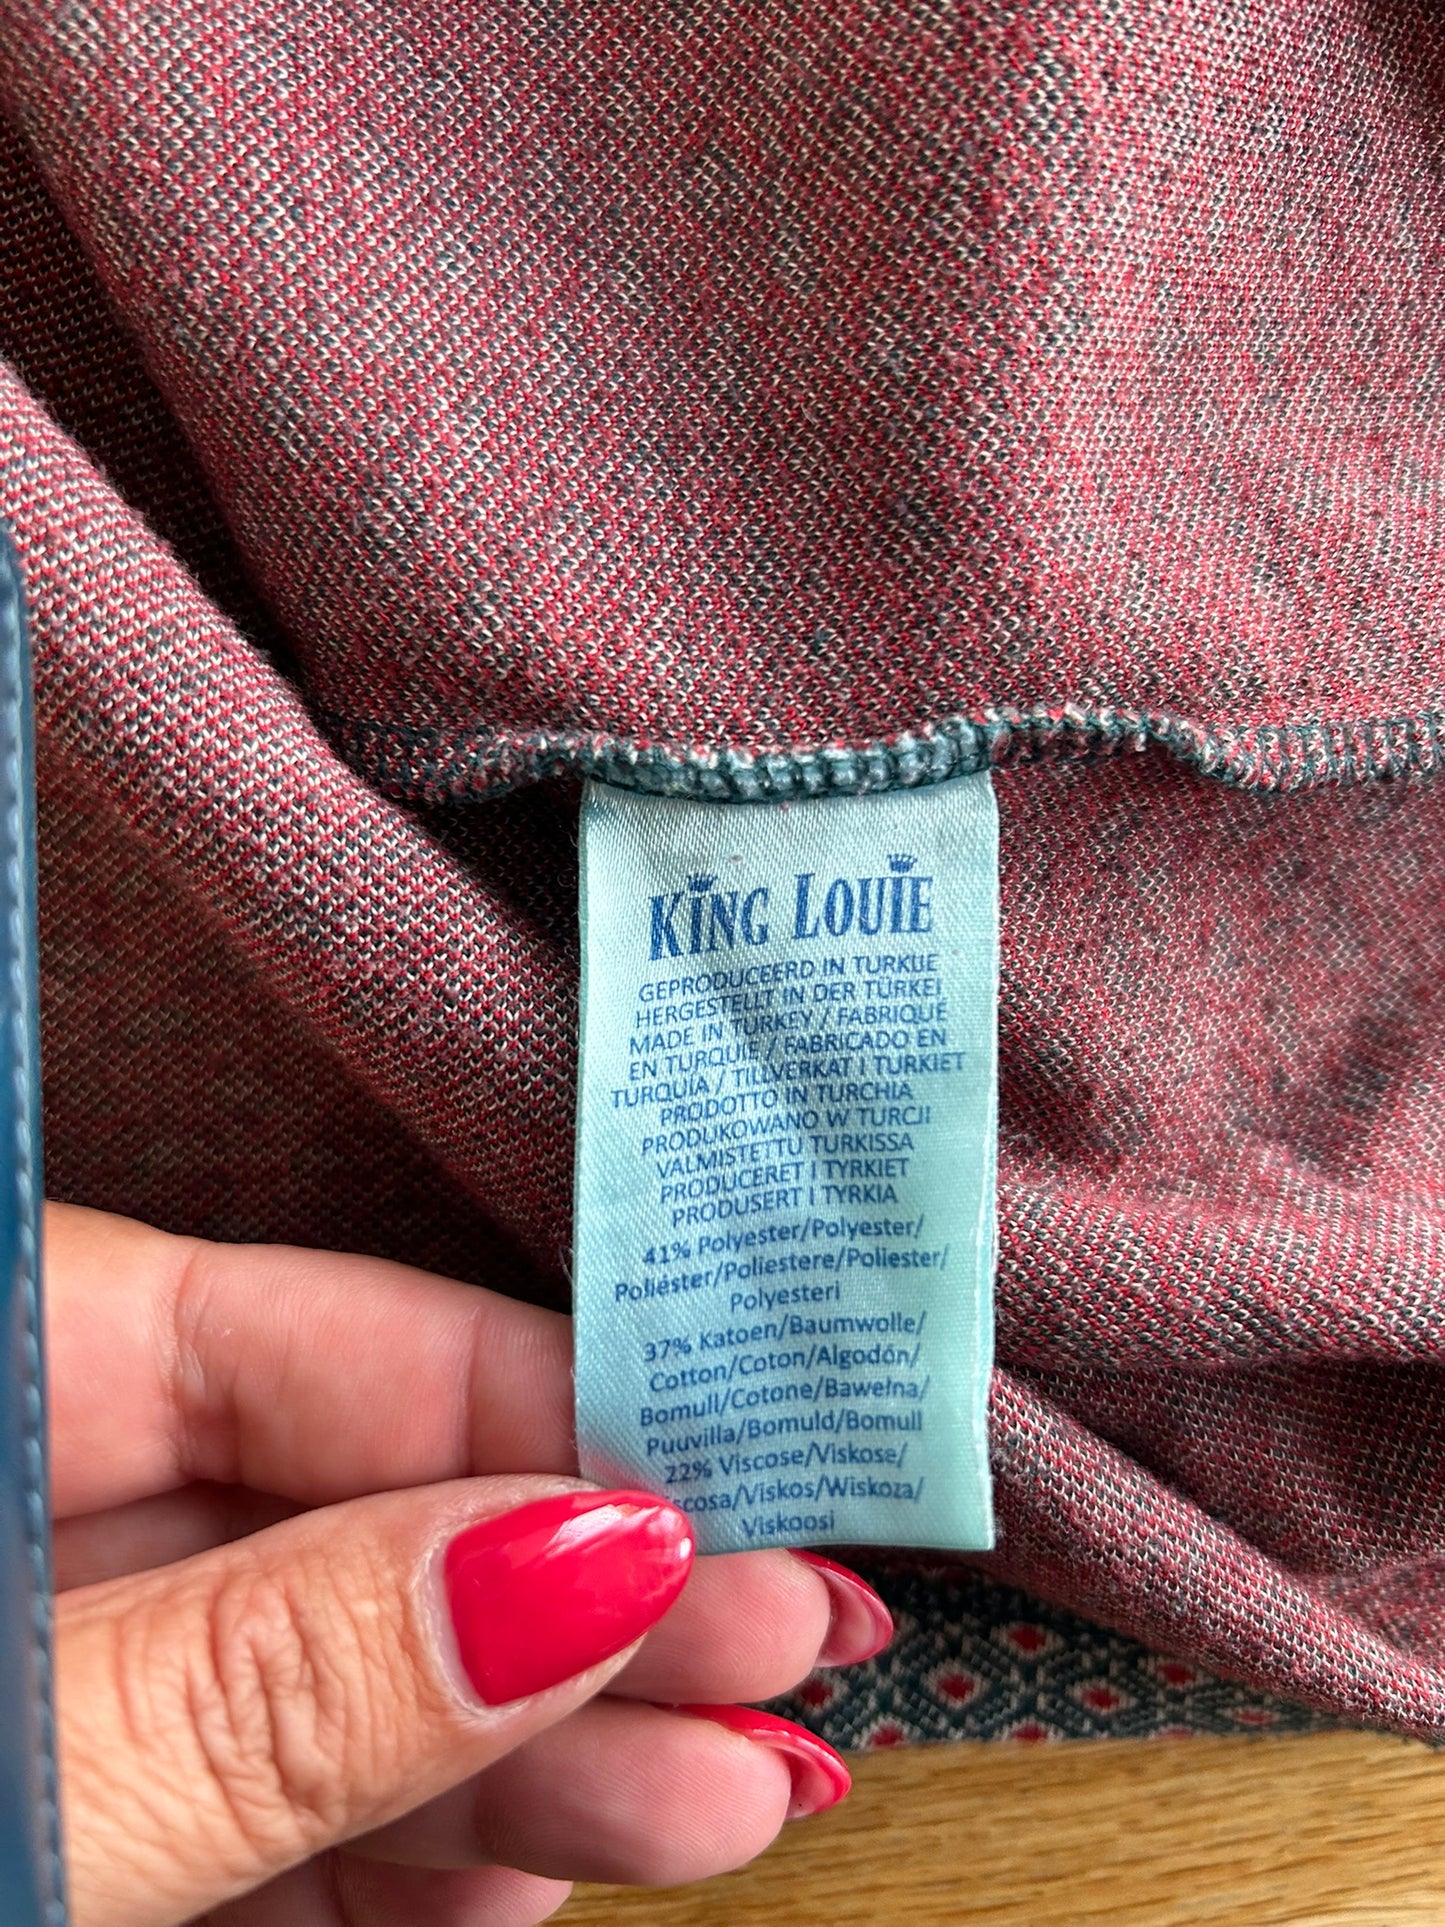 KING LOUIE
GEPRODUCEERD IN TURKIJE
HERGESTELLT IN DER TÜRKEI
MADE IN TURKEY / FABRIQUÉ
EN TURQUIE / FABRICADO EN
TURQUÍA / TILLVERKAT I TURKIET
PRODOTTO IN TURCHIA
PRODUKOWANO W TURCJI
VALMISTETTU TURKISSA
PRODUCERET I TYRKIET
PRODUSERT I TYRKIA
41% Polyester/Polyester/
Poliéster/Poliestere/Poliester/
Polyesteri
37% Katoen/Baumwolle/
Cotton/Coton/Algodón/
Bomull/Cotone/Bawełna/
Puuvilla/Bomuld/Bomull
22% Viscose/Viskose/
scosa/Viskos/Wiskoza/
Viskoosi